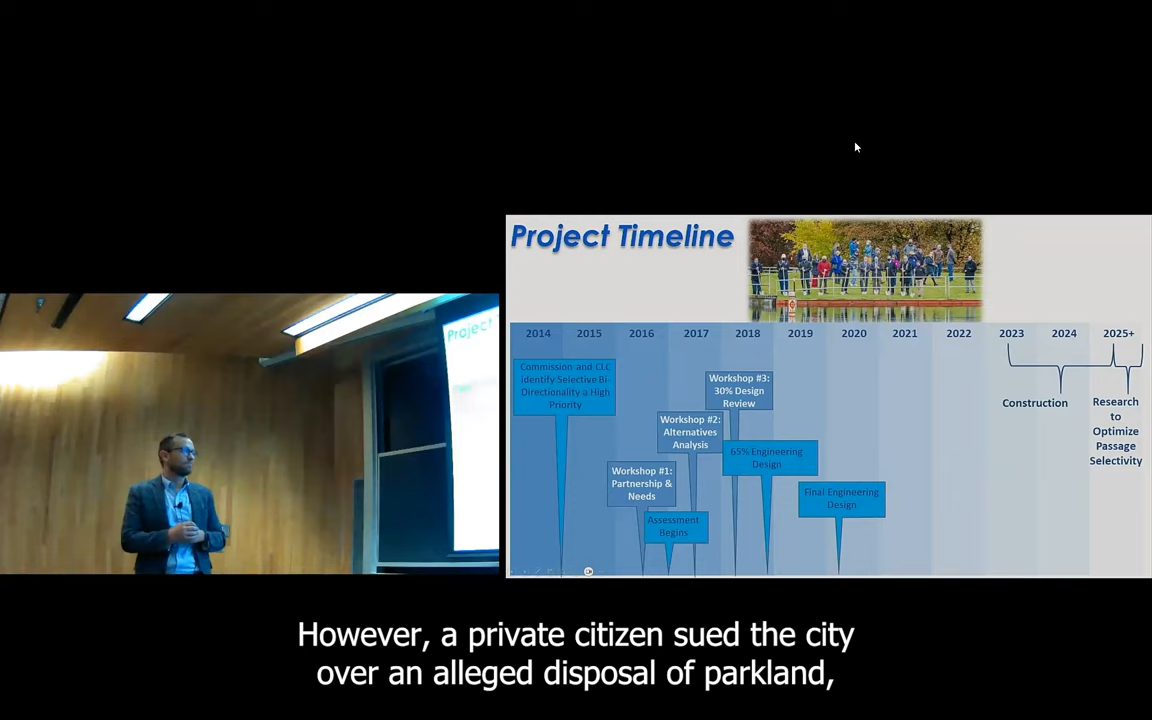 Project Timeline
Project T
2014 2015 2016 2017 2018 2019 2020 2021 2022 2023 2024 2025+
Commission and CLC
identify Selective Bi-
Directionality a High
Priority
Workshop #3:
30% Design
Review
Workshop #2:
Alternatives
Analysis
65% Engineering
Design
Workshop #1:
Partnership &
Needs
Final Engineering
Design
Assessment
Begins
Construction
Research
to
Optimize
Passage
Selectivity
However, a private citizen sued the city
over an alleged disposal of parkland,